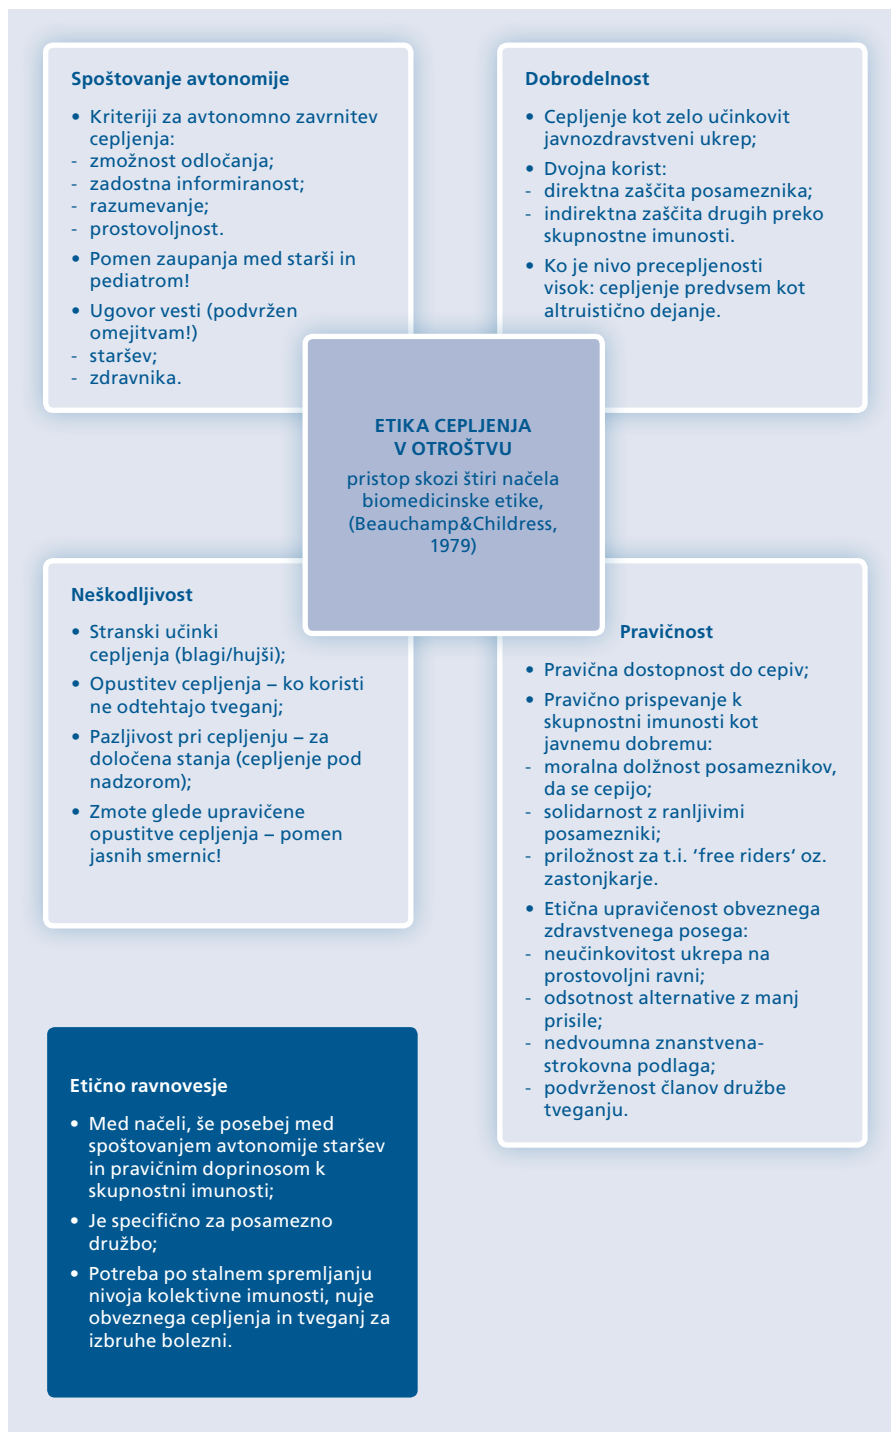 Spoštovanje avtonomije
• Kriteriji za avtonomno zavrnitev
cepljenja:
- zmožnost odločanja;
- zadostna informiranost;
- razumevanje;
- prostovoljnost.
• Pomen zaupanja med starši in
pediatrom!
• Ugovor vesti (podvržen
omejitvam!)
- staršev;
- zdravnika.
Dobrodelnost
• Cepljenje kot zelo učinkovit
javnozdravstveni ukrep;
• Dvojna korist:
- direktna zaščita posameznika;
- indirektna zaščita drugih preko
skupnostne imunosti.
• Ko je nivo precepljenosti
visok: cepljenje predvsem kot
altruistično dejanje.
ETIKA CEPLJENJA
V OTROŠTVU
pristop skozi štiri načela
biomedicinske etike,
(Beauchamp&Childress,
1979)
Neškodljivost
• Stranski učinki
cepljenja (blagi/hujši);
• Opustitev cepljenja – ko koristi
ne odtehtajo tveganj;
• Pazljivost pri cepljenju – za
določena stanja (cepljenje pod
nadzorom);
• Zmote glede upravičene
opustitve cepljenja – pomen
jasnih smernic!
Pravičnost
• Pravična dostopnost do cepiv;
• Pravično prispevanje k
skupnostni imunosti kot
javnemu dobremu:
- moralna dolžnost posameznikov,
da se cepijo;
- solidarnost z ranljivimi
posamezniki;
- priložnost za t.i. ‘free riders’ oz.
zastonjkarje.
• Etična upravičenost obveznega
zdravstvenega posega:
- neučinkovitost ukrepa na
prostovoljni ravni;
- odsotnost alternative z manj
prisile;
- nedvoumna znanstvena-
strokovna podlaga;
- podvrženost članov družbe
tveganju.
Etično ravnovesje
• Med načeli, še posebej med
spoštovanjem avtonomije staršev
in pravičnim doprinosom k
skupnostni imunosti;
• Je specifično za posamezno
družbo;
• Potreba po stalnem spremljanju
nivoja kolektivne imunosti, nuje
obveznega cepljenja in tveganj za
izbruhe bolezni.